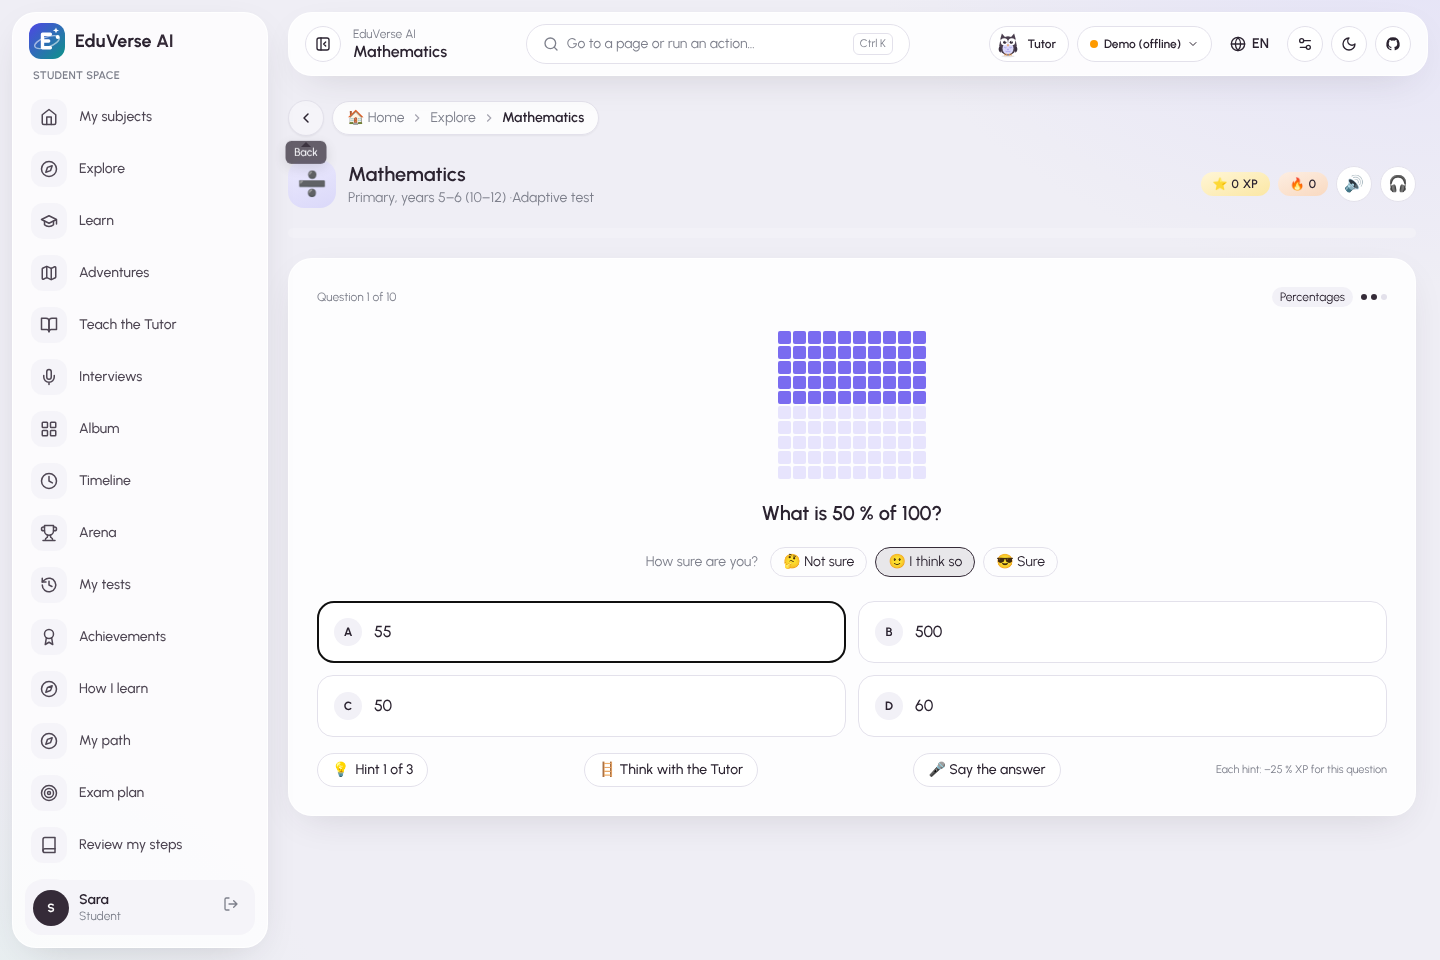 EduVerse AI
STUDENT SPACE
My subjects
Explore
Learn
Adventures
Teach the Tutor
Interviews
Album
Timeline
Arena
My tests
Achievements
How I learn
My path
Exam plan
Review my steps
S
Sara
Student
EduVerse AI
Mathematics
Go to a page or run an action...
Ctrl K
Tutor
Demo (offline)
EN
Home
Explore
Mathematics
Back
Mathematics
Primary, years 5–6 (10–12) · Adaptive test
0 XP
0
Question 1 of 10
Percentages
What is 50 % of 100?
How sure are you?
Not sure
I think so
Sure
A 55
B 500
C 50
D 60
Hint 1 of 3
Think with the Tutor
Say the answer
Each hint: −25 % XP for this question